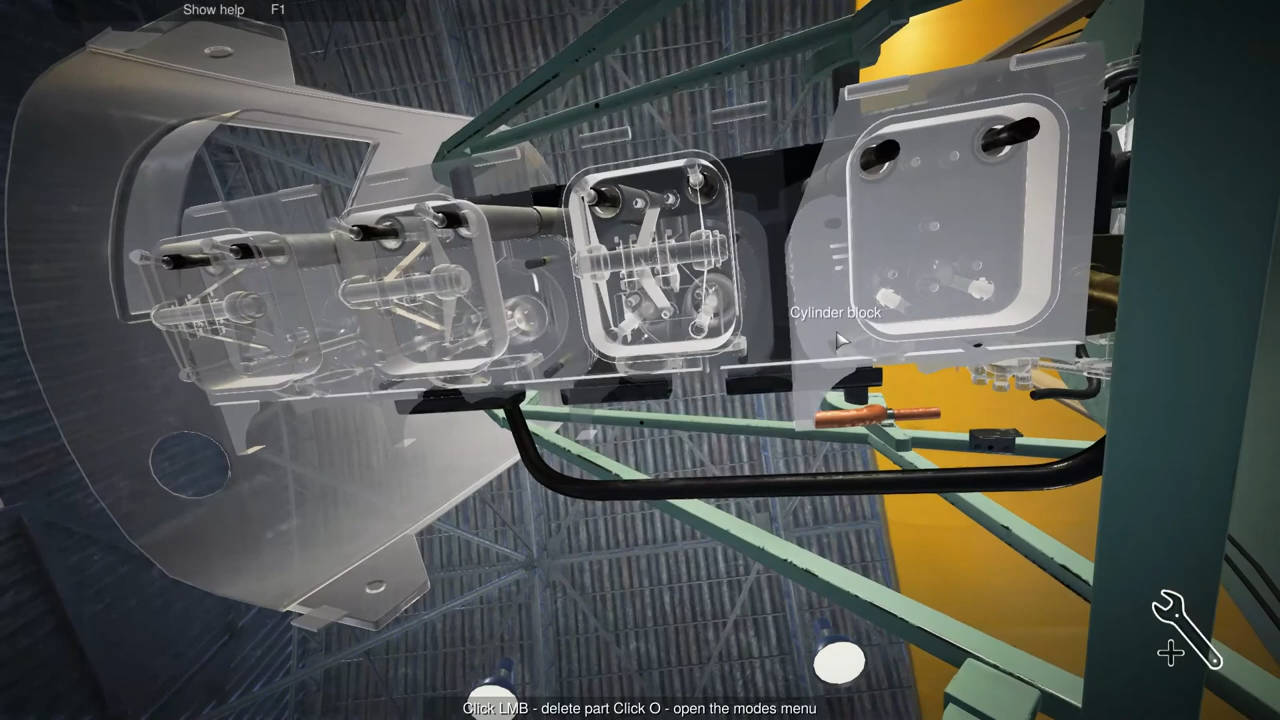 Show help F1
Cylinder block
Click LMB - delete part Click O - open the modes menu